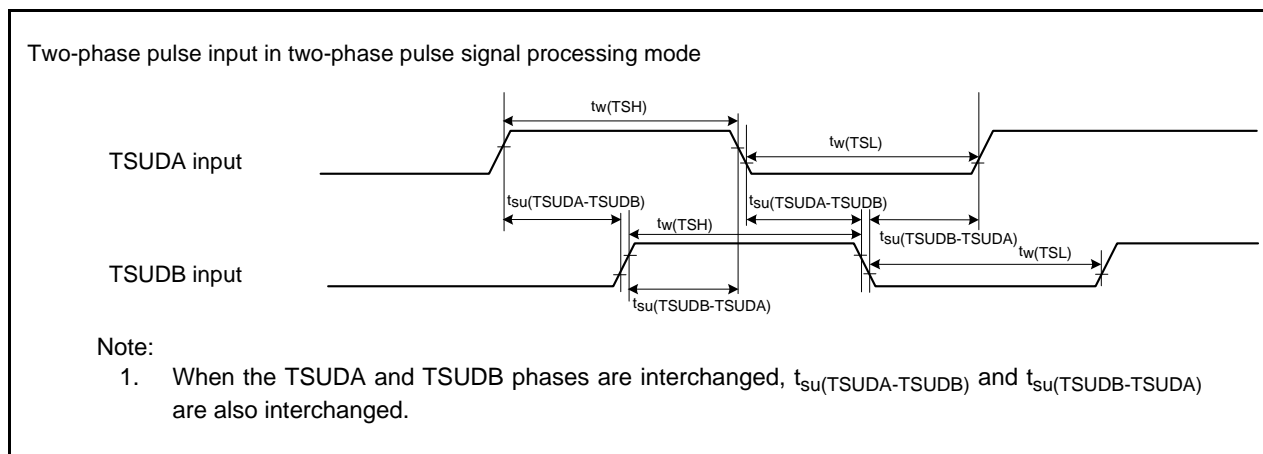 Two-phase pulse input in two-phase pulse signal processing mode
tw(TSH)
tw(TSL)
TSUDA input
tsu(TSUDA-TSUDB)
tsu(TSUDA-TSUDB)
tw(TSH)
tsu(TSUDB-TSUDA)
tw(TSL)
TSUDB input
tsu(TSUDB-TSUDA)
Note:
1. When the TSUDA and TSUDB phases are interchanged, tsu(TSUDA-TSUDB) and tsu(TSUDB-TSUDA)
are also interchanged.